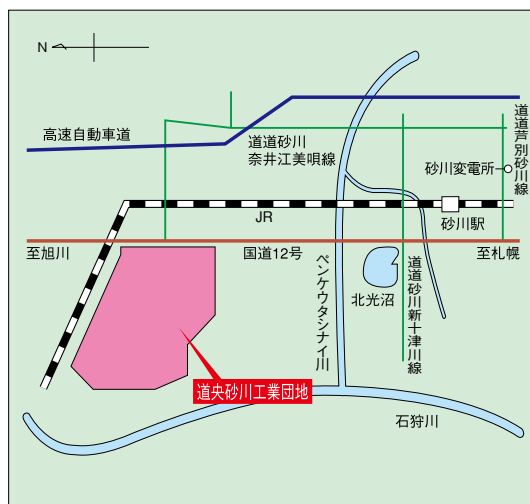 N
高速自動車道
道道砂川
奈井江美唄線
道道芦別砂川線
砂川変電所
JR
砂川駅
至旭川
国道12号
至札幌
ペンケウタシナイ川
北光沼
道道砂川新十津川線
道央砂川工業団地
石狩川